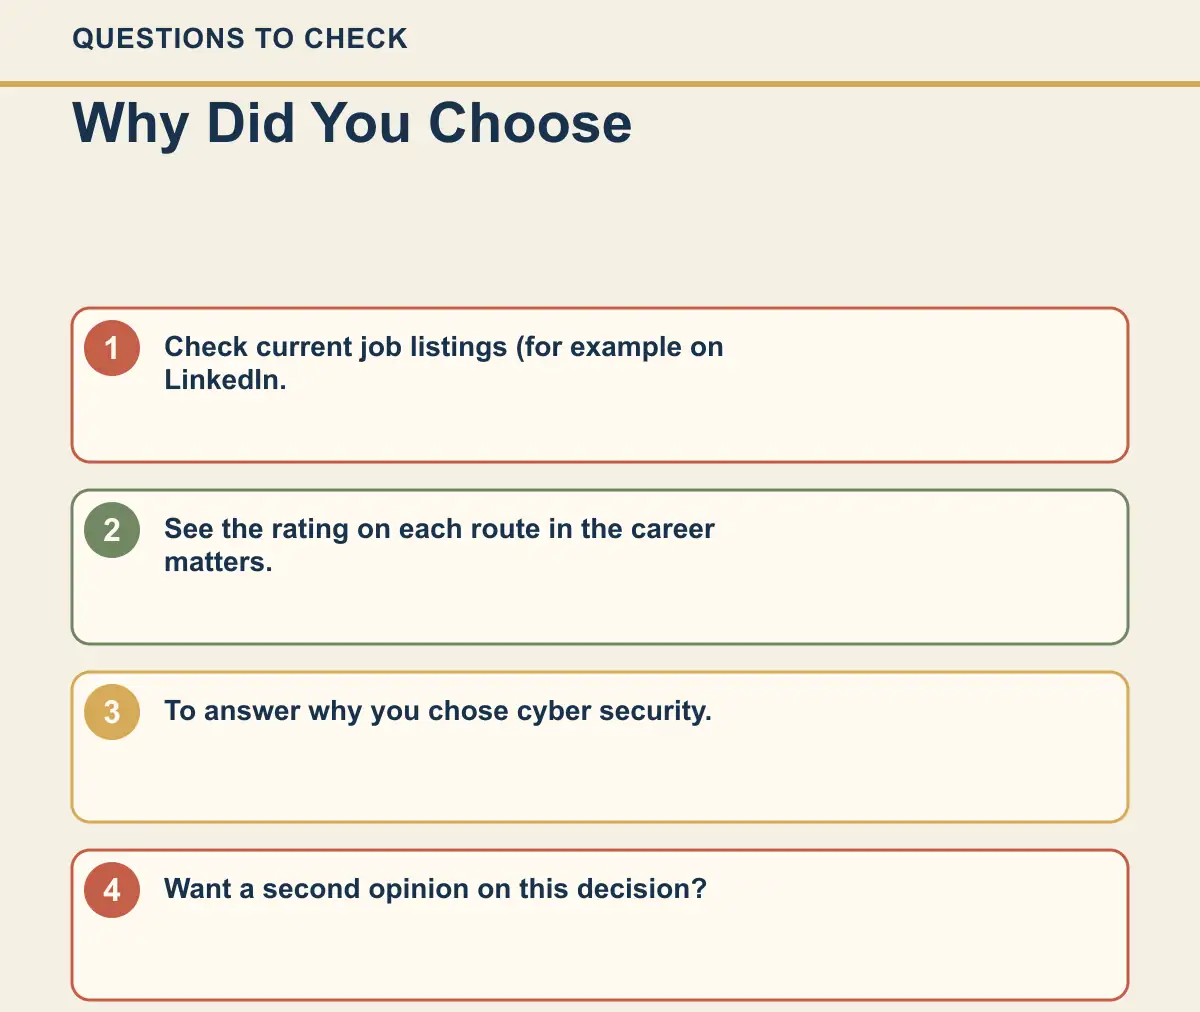 QUESTIONS TO CHECK
Why Did You Choose
1
Check current job listings (for example on
LinkedIn.
2
See the rating on each route in the career
matters.
3
To answer why you chose cyber security.
4
Want a second opinion on this decision?